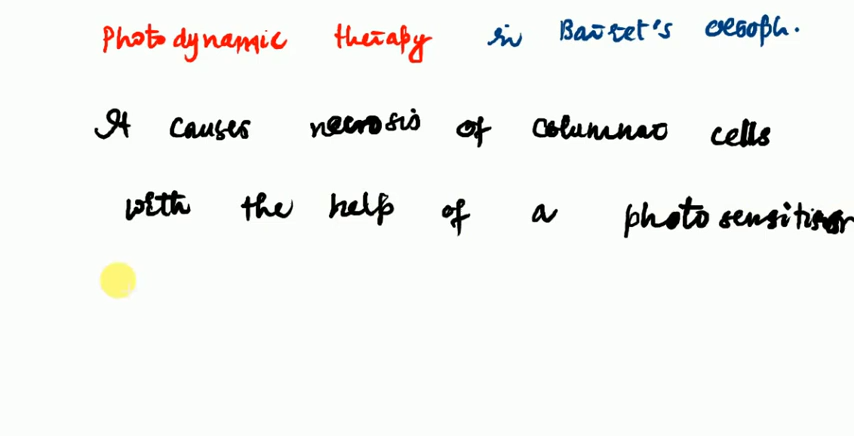 Photodynamic therapy in Barret's oesoph.
It causes necrosis of columnar cells
with the help of a photosensitiser